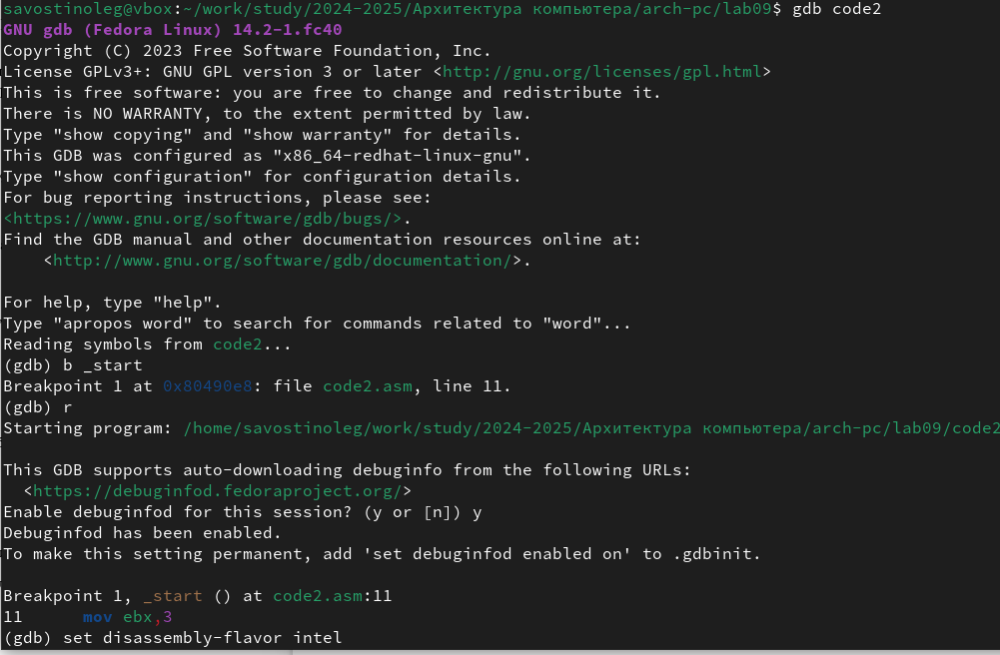 savostinoleg@vbox:~/work/study/2024-2025/Архитектура компьютера/arch-pc/lab09$ gdb code2
GNU gdb (Fedora Linux) 14.2-1.fc40
Copyright (C) 2023 Free Software Foundation, Inc.
License GPLv3+: GNU GPL version 3 or later <http://gnu.org/licenses/gpl.html>
This is free software: you are free to change and redistribute it.
There is NO WARRANTY, to the extent permitted by law.
Type "show copying" and "show warranty" for details.
This GDB was configured as "x86_64-redhat-linux-gnu".
Type "show configuration" for configuration details.
For bug reporting instructions, please see:
<https://www.gnu.org/software/gdb/bugs/>.
Find the GDB manual and other documentation resources online at:
    <http://www.gnu.org/software/gdb/documentation/>.

For help, type "help".
Type "apropos word" to search for commands related to "word"...
Reading symbols from code2...
(gdb) b _start
Breakpoint 1 at 0x80490e8: file code2.asm, line 11.
(gdb) r
Starting program: /home/savostinoleg/work/study/2024-2025/Архитектура компьютера/arch-pc/lab09/code2

This GDB supports auto-downloading debuginfo from the following URLs:
  <https://debuginfod.fedoraproject.org/>
Enable debuginfod for this session? (y or [n]) y
Debuginfod has been enabled.
To make this setting permanent, add 'set debuginfod enabled on' to .gdbinit.

Breakpoint 1, _start () at code2.asm:11
11      mov ebx,3
(gdb) set disassembly-flavor intel